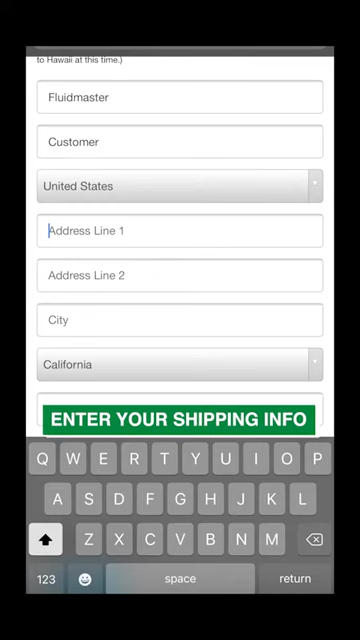 to Hawaii at this time.)
Fluidmaster
Customer
United States
Address Line 1
Address Line 2
City
California
ENTER YOUR SHIPPING INFO
Q W E R T Y U I O P
A S D F G H J K L
Z X C V B N M
123 space return